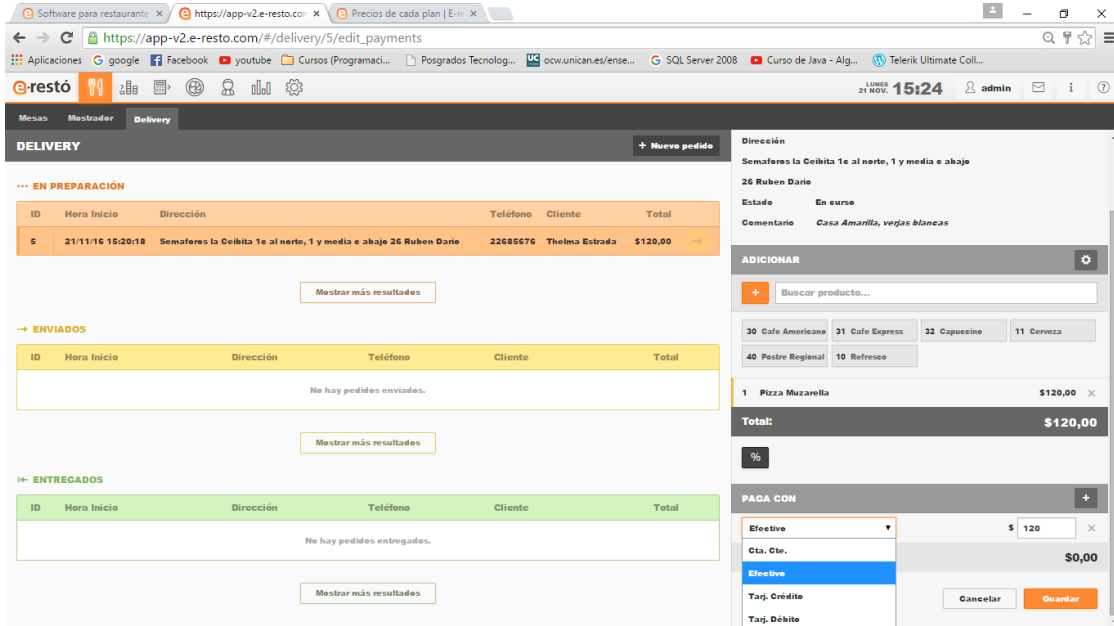 Software para restaurante
https://app-v2.e-resto.com
Precios de cada plan | E-re
https://app-v2.e-resto.com/#/delivery/5/edit_payments
Aplicaciones google Facebook youtube Cursos (Programaci... Posgrados Tecnolog... UC ocw.unican.es/ense... SQL Server 2008 Curso de Java - Alg... Telerik Ultimate Coll...
e-restó
LUNES 21 NOV. 15:24 admin
Mesas Mostrador Delivery
DELIVERY
+ Nuevo pedido
EN PREPARACIÓN
ID Hora Inicio Dirección Teléfono Cliente Total
5 21/11/16 15:20:18 Semaforos la Ceibita 1c al norte, 1 y media c abajo 26 Ruben Dario 22685676 Thelma Estrada $120,00
Mostrar más resultados
ENVIADOS
ID Hora Inicio Dirección Teléfono Cliente Total
No hay pedidos enviados.
Mostrar más resultados
ENTREGADOS
ID Hora Inicio Dirección Teléfono Cliente Total
No hay pedidos entregados.
Mostrar más resultados
Dirección
Semaforos la Ceibita 1c al norte, 1 y media c abajo
26 Ruben Dario
Estado En curso
Comentario Casa Amarilla, verjas blancas
ADICIONAR
+ Buscar producto...
30 Cafe Americano 31 Cafe Express 32 Capuccino 11 Cerveza
40 Postre Regional 10 Refresco
1 Pizza Muzarella $120,00
Total: $120,00
%
PAGA CON +
Efectivo $ 120
Cta. Cte.
$0,00
Efectivo
Tarj. Crédito
Cancelar Guardar
Tarj. Débito